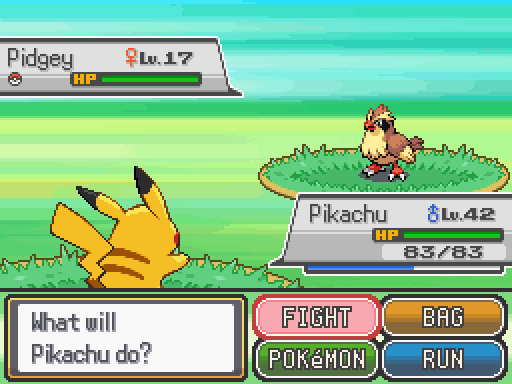 Pidgey ♀Lv.17
HP
Pikachu ♂Lv.42
HP
83/83
What will
Pikachu do?
FIGHT
BAG
POKéMON
RUN